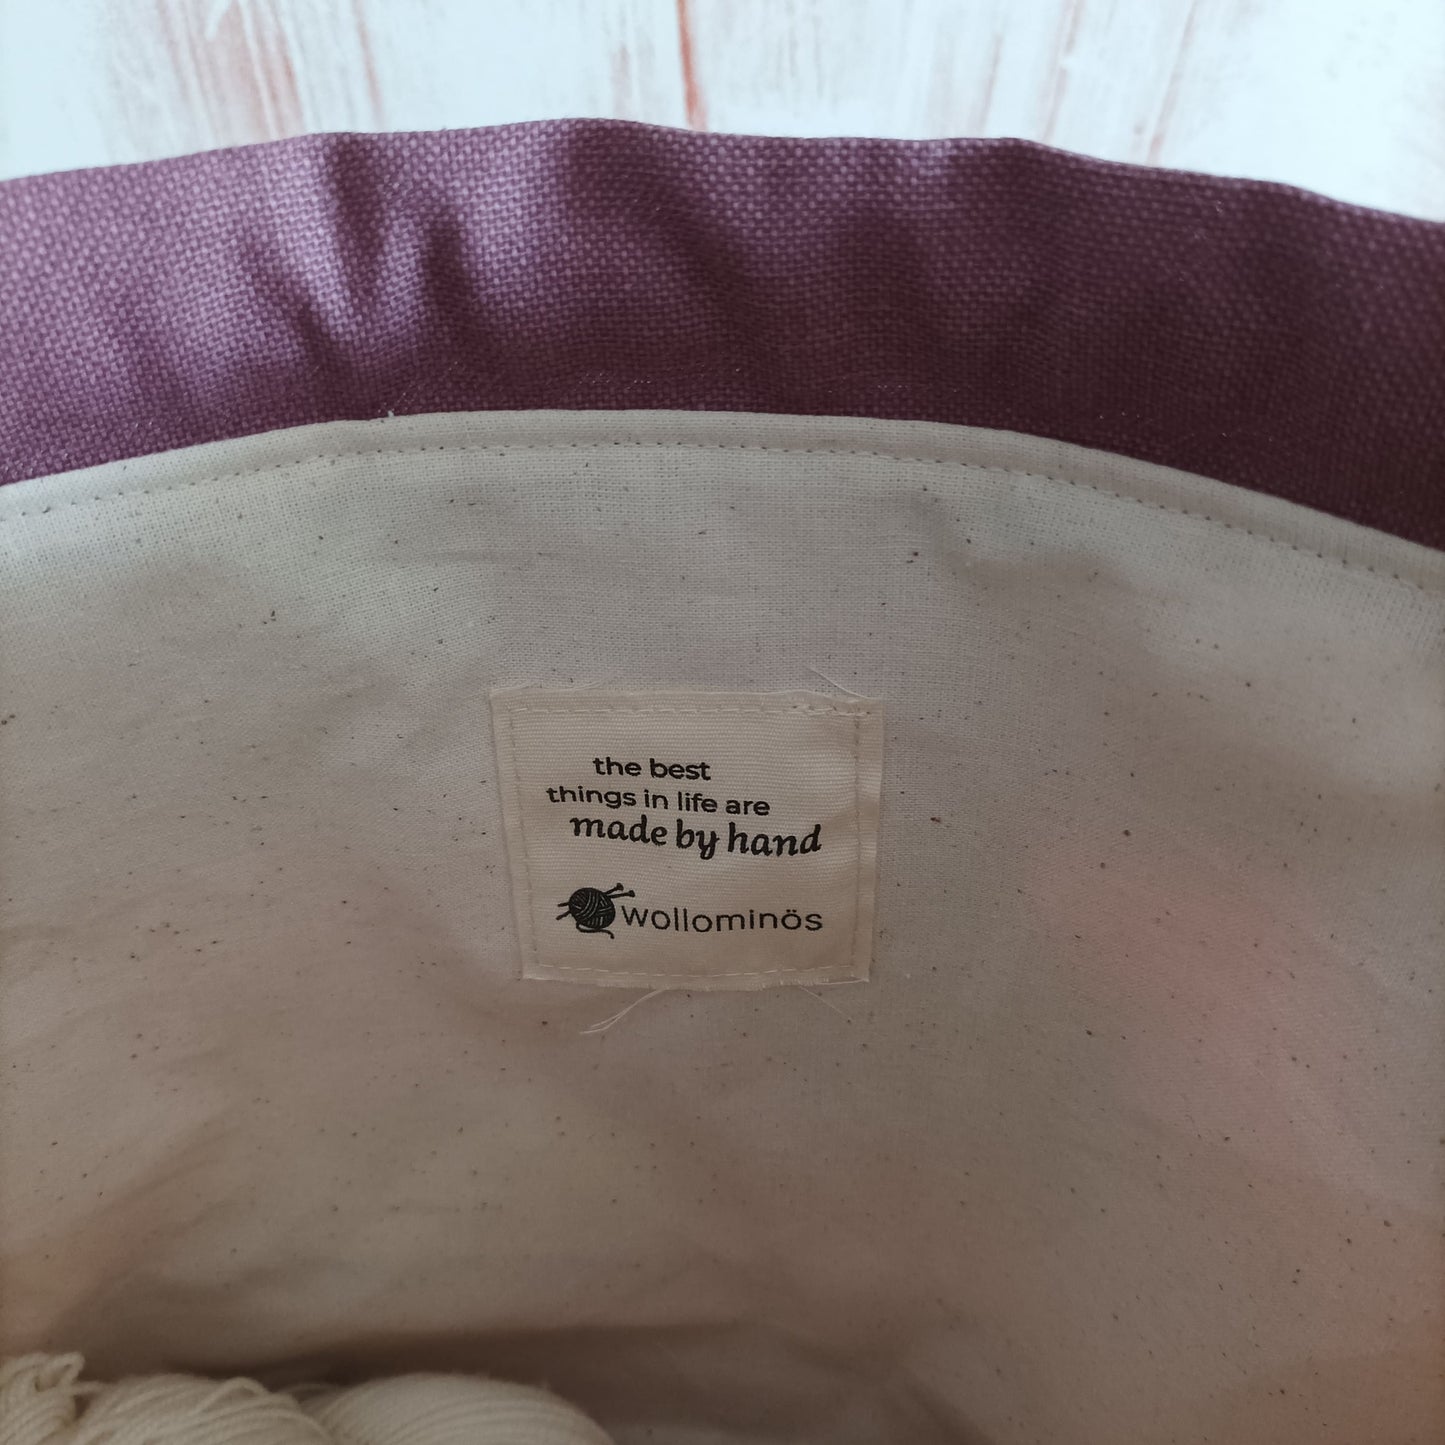 the best
things in life are
made by hand
wollominös